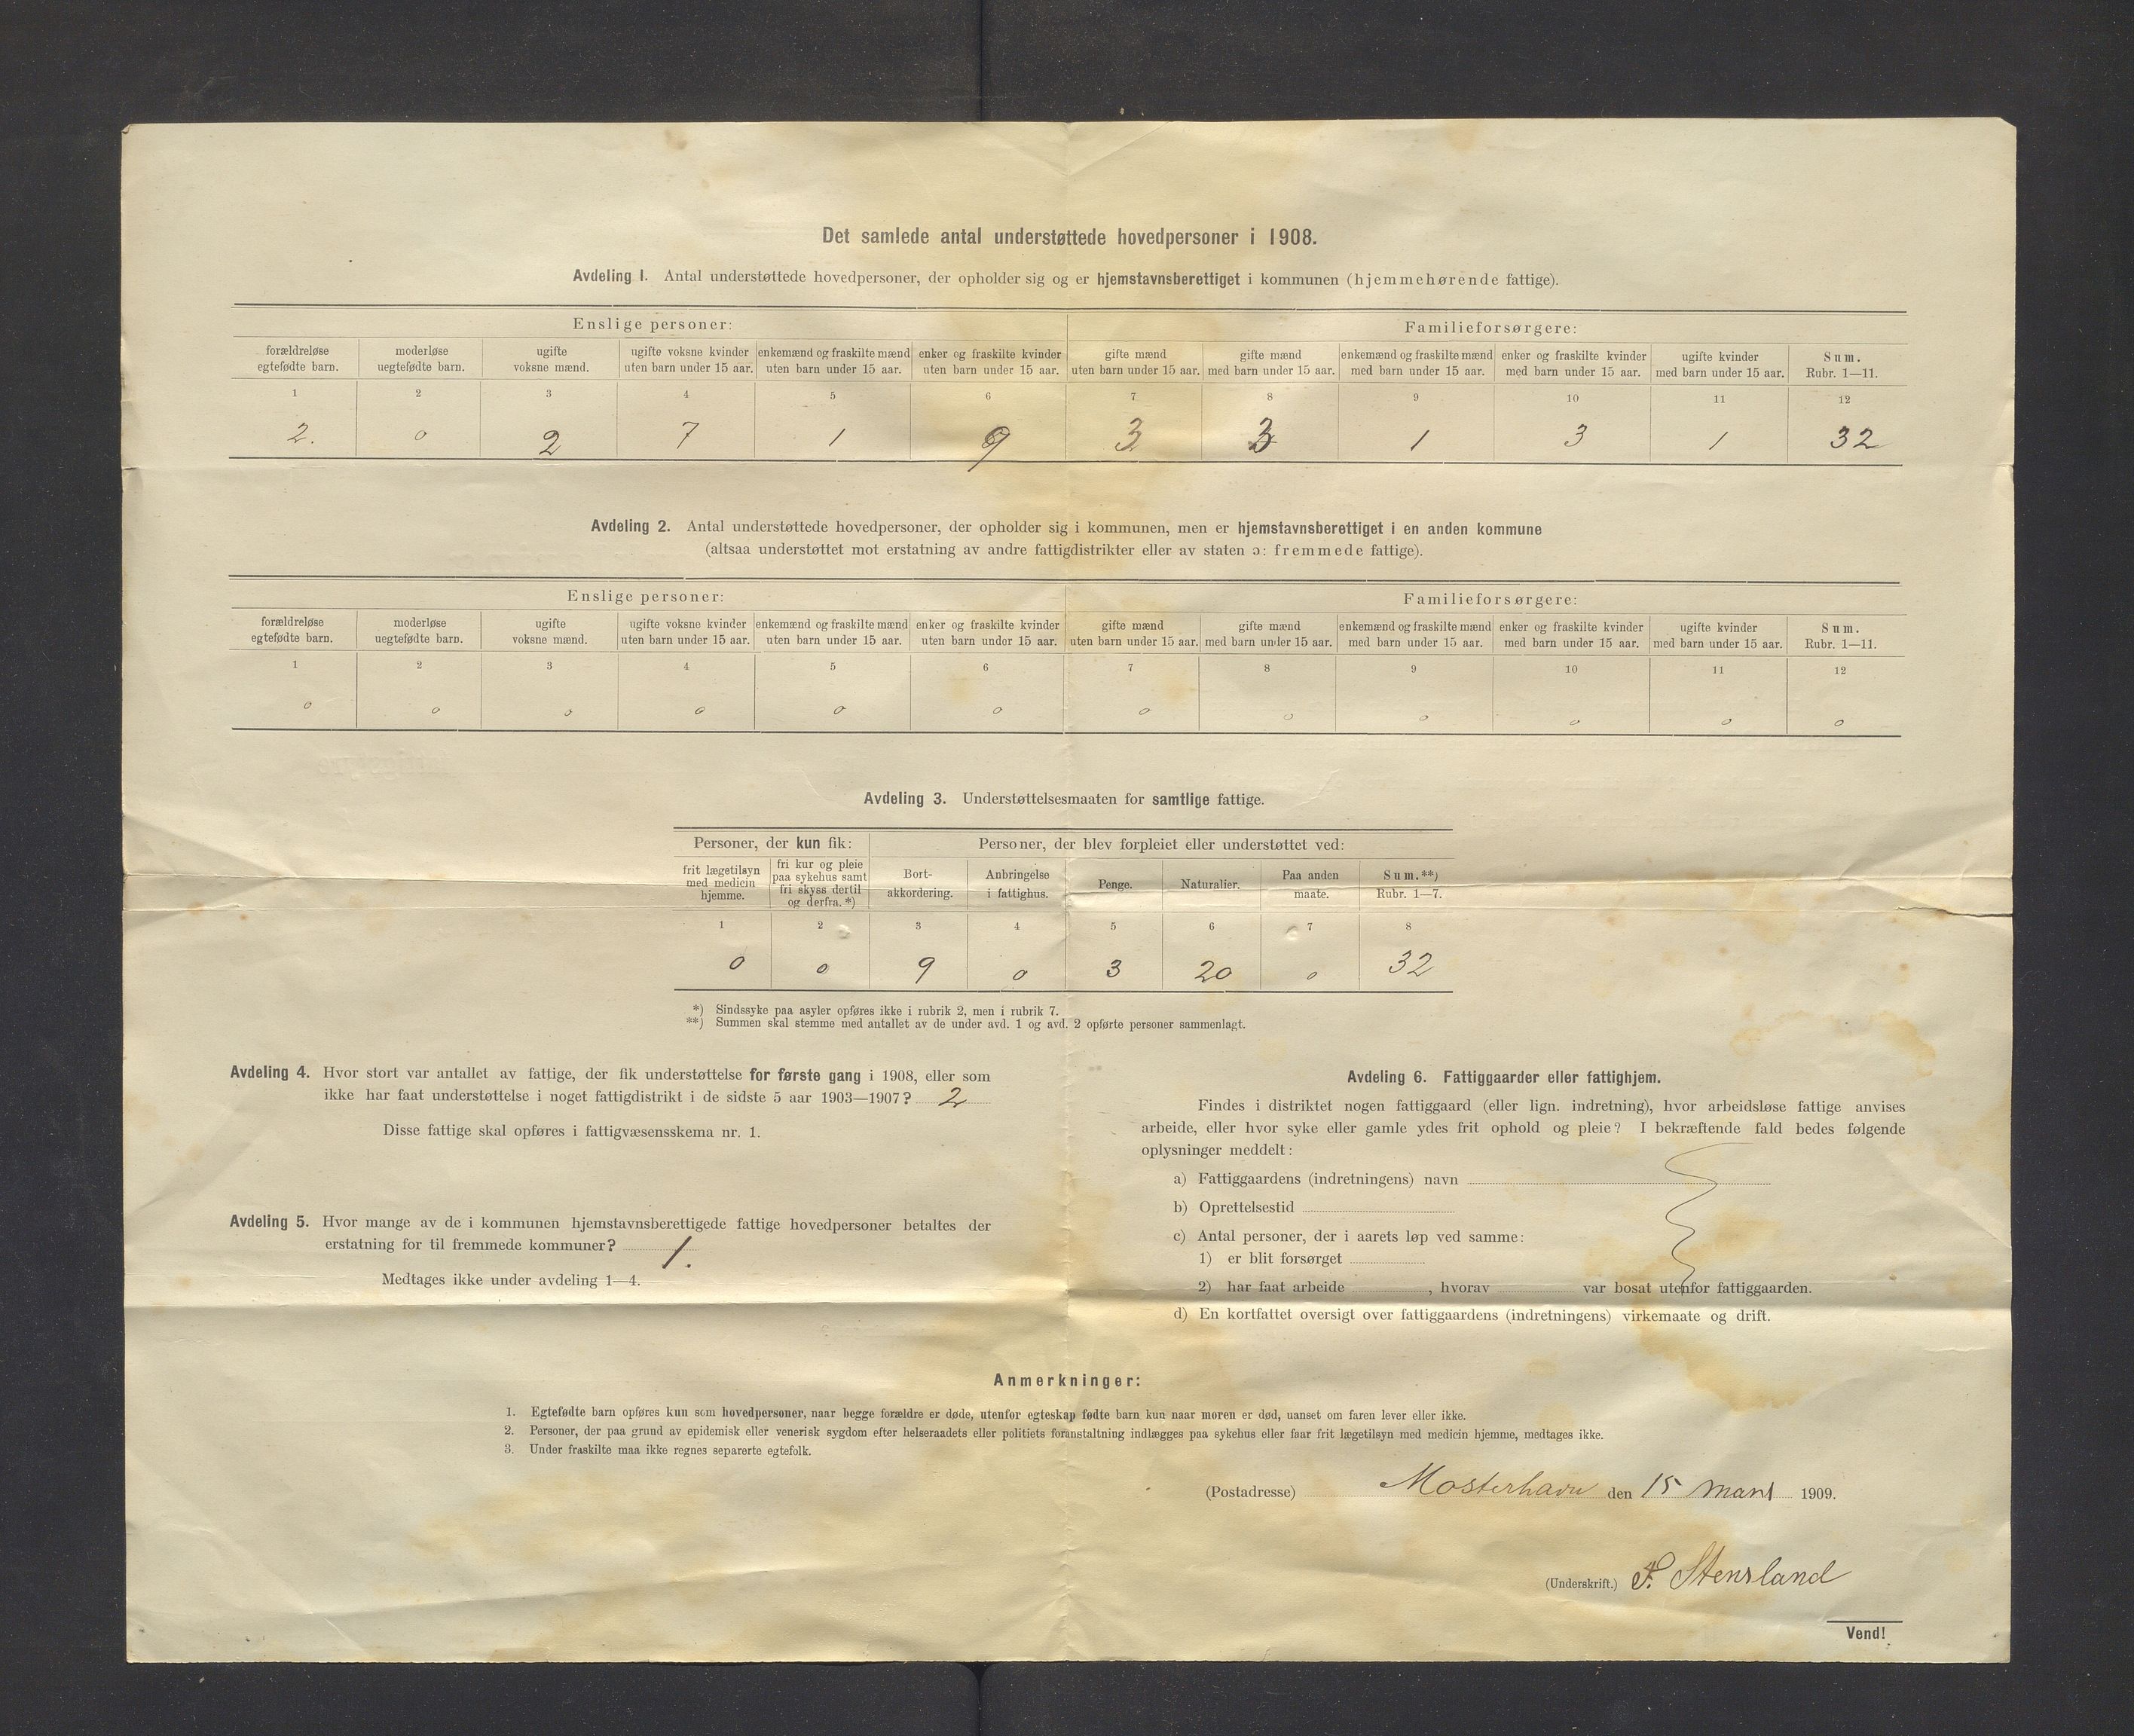 Det samlede antal understøttede hovedpersoner i 1908.
Avdeling 1. Antal understøttede hovedpersoner, der opholder sig og er hjemstavnsberettiget i kommunen (hjemmehørende fattige).
Enslige personer: Familieforsørgere:
forældreløse egtefødte barn. moderløse uegtefødte barn. ugifte voksne mænd. ugifte voksne kvinder uten barn under 15 aar. enkemænd og fraskilte mænd uten barn under 15 aar. enker og fraskilte kvinder uten barn under 15 aar. gifte mænd uten barn under 15 aar. gifte mænd med barn under 15 aar. enkemænd og fraskilte mænd med barn under 15 aar. enker og fraskilte kvinder med barn under 15 aar. ugifte kvinder med barn under 15 aar. Sum. Rubr. 1—11.
1 2 3 4 5 6 7 8 9 10 11 12
2. 0 2 7 1 9 3 3 1 3 1 32
Avdeling 2. Antal understøttede hovedpersoner, der opholder sig i kommunen, men er hjemstavnsberettiget i en anden kommune
(altsaa understøttet mot erstatning av andre fattigdistrikter eller av staten ɔ: fremmede fattige).
Enslige personer: Familieforsørgere:
forældreløse egtefødte barn. moderløse uegtefødte barn. ugifte voksne mænd. ugifte voksne kvinder uten barn under 15 aar. enkemænd og fraskilte mænd uten barn under 15 aar. enker og fraskilte kvinder uten barn under 15 aar. gifte mænd uten barn under 15 aar. gifte mænd med barn under 15 aar. enkemænd og fraskilte mænd med barn under 15 aar. enker og fraskilte kvinder med barn under 15 aar. ugifte kvinder med barn under 15 aar. Sum. Rubr. 1—11.
1 2 3 4 5 6 7 8 9 10 11 12
0 0 0 0 0 0 0 0 0 0 0 0
Avdeling 3. Understøttelsesmaaten for samtlige fattige.
Personer, der kun fik: Personer, der blev forpleiet eller understøttet ved:
frit lægetilsyn med medicin hjemme. fri kur og pleie paa sykehus samt fri skyss dertil og derfra.*) Bort-akkordering. Anbringelse i fattighus. Penge. Naturalier. Paa anden maate. Sum.**) Rubr. 1—7.
1 2 3 4 5 6 7 8
0 0 9 0 3 20 0 32
*) Sindssyke paa asyler opføres ikke i rubrik 2, men i rubrik 7.
**) Summen skal stemme med antallet av de under avd. 1 og avd. 2 opførte personer sammenlagt.
Avdeling 4. Hvor stort var antallet av fattige, der fik understøttelse for første gang i 1908, eller som
ikke har faat understøttelse i noget fattigdistrikt i de sidste 5 aar 1903—1907? 2
Disse fattige skal opføres i fattigvæsensskema nr. 1.
Avdeling 5. Hvor mange av de i kommunen hjemstavnsberettigede fattige hovedpersoner betaltes der
erstatning for til fremmede kommuner? 1.
Medtages ikke under avdeling 1—4.
Avdeling 6. Fattiggaarder eller fattighjem.
Findes i distriktet nogen fattiggaard (eller lign. indretning), hvor arbeidsløse fattige anvises
arbeide, eller hvor syke eller gamle ydes frit ophold og pleie? I bekræftende fald bedes følgende
oplysninger meddelt:
a) Fattiggaardens (indretningens) navn
b) Oprettelsestid
c) Antal personer, der i aarets løp ved samme:
1) er blit forsørget
2) har faat arbeide , hvorav var bosat utenfor fattiggaarden.
d) En kortfattet oversigt over fattiggaardens (indretningens) virkemaate og drift.
Anmerkninger:
1. Egtefødte barn opføres kun som hovedpersoner, naar begge forældre er døde, utenfor egteskap fødte barn kun naar moren er død, uanset om faren lever eller ikke.
2. Personer, der paa grund av epidemisk eller venerisk sygdom efter helseraadets eller politiets foranstaltning indlægges paa sykehus eller faar frit lægetilsyn med medicin hjemme, medtages ikke.
3. Under fraskilte maa ikke regnes separerte egtefolk.
(Postadresse) Mosterhavn den 15 mars 1909.
(Underskrift.) Stensland
Vend!